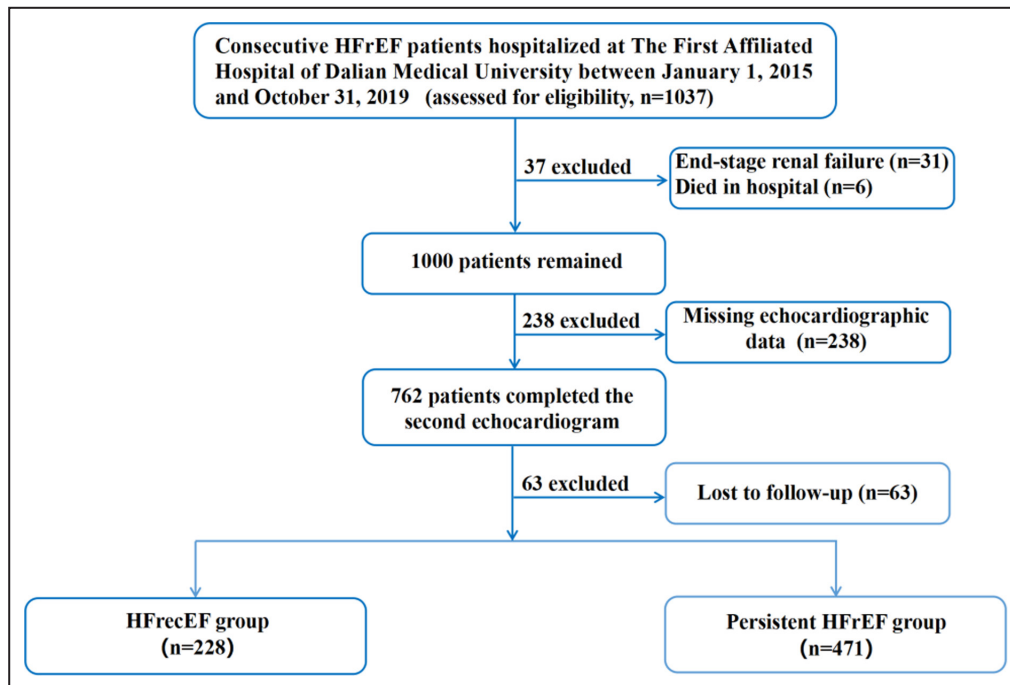 Consecutive HFrEF patients hospitalized at The First Affiliated
Hospital of Dalian Medical University between January 1, 2015
and October 31, 2019 (assessed for eligibility, n=1037)
37 excluded
End-stage renal failure (n=31)
Died in hospital (n=6)
1000 patients remained
238 excluded
Missing echocardiographic
data (n=238)
762 patients completed the
second echocardiogram
63 excluded
Lost to follow-up (n=63)
HFrecEF group
(n=228)
Persistent HFrEF group
(n=471)